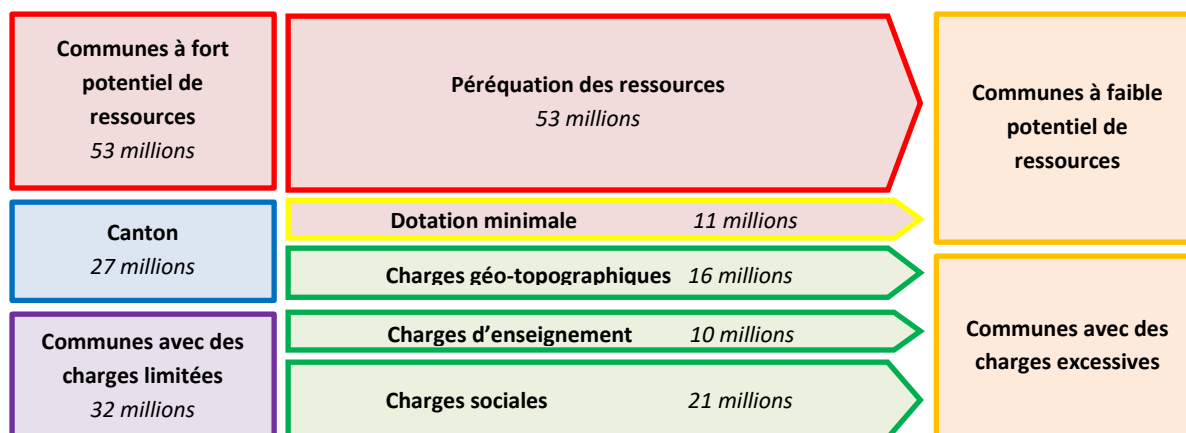 Communes à fort
potentiel de
ressources
53 millions
Péréquation des ressources
53 millions
Communes à faible
potentiel de
ressources
Canton
27 millions
Dotation minimale 11 millions
Charges géo-topographiques 16 millions
Communes avec des
charges limitées
32 millions
Charges d’enseignement 10 millions
Charges sociales 21 millions
Communes avec des
charges excessives